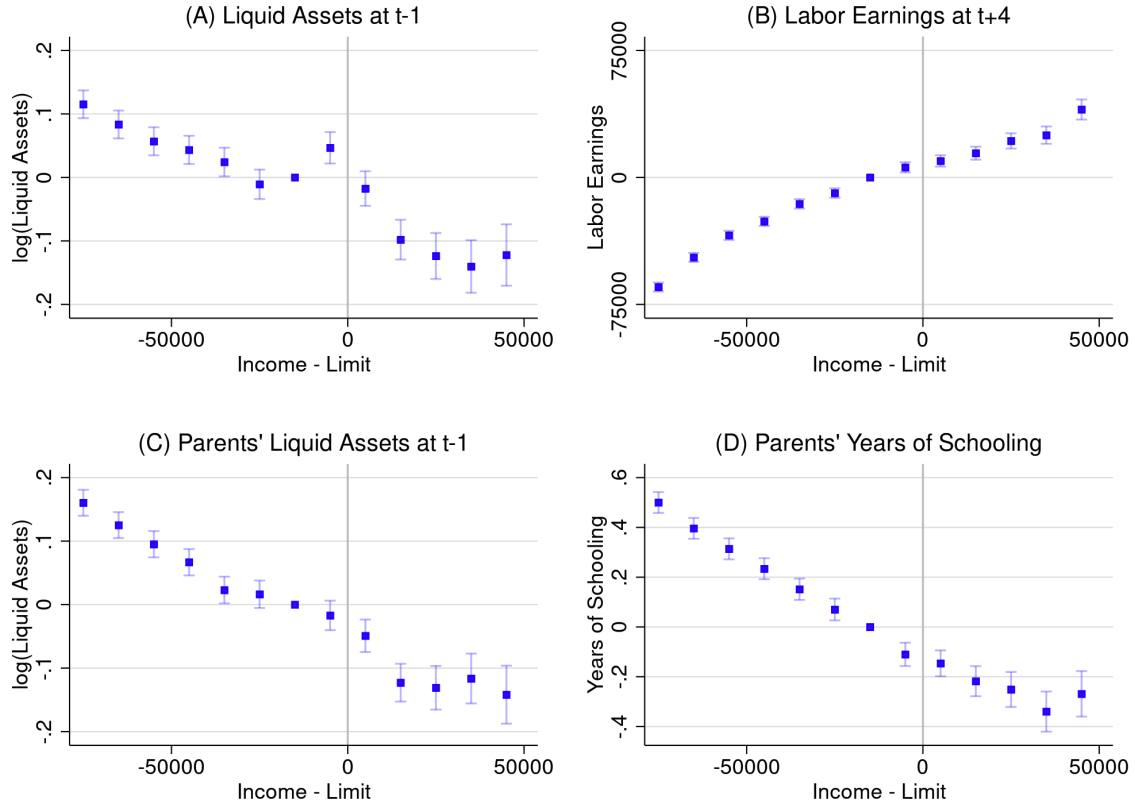 (A) Liquid Assets at t-1
log(Liquid Assets)
.2
.1
0
-.1
-.2
-50000
0
50000
Income - Limit
(B) Labor Earnings at t+4
Labor Earnings
75000
0
-75000
-50000
0
50000
Income - Limit
(C) Parents' Liquid Assets at t-1
log(Liquid Assets)
.2
.1
0
-.1
-.2
-50000
0
50000
Income - Limit
(D) Parents' Years of Schooling
Years of Schooling
.6
.4
.2
0
-.2
-.4
-50000
0
50000
Income - Limit